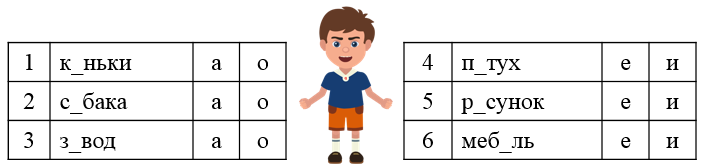 1 к_ньки а о
2 с_бака а о
3 з_вод а о
4 п_тух е и
5 р_сунок е и
6 меб_ль е и